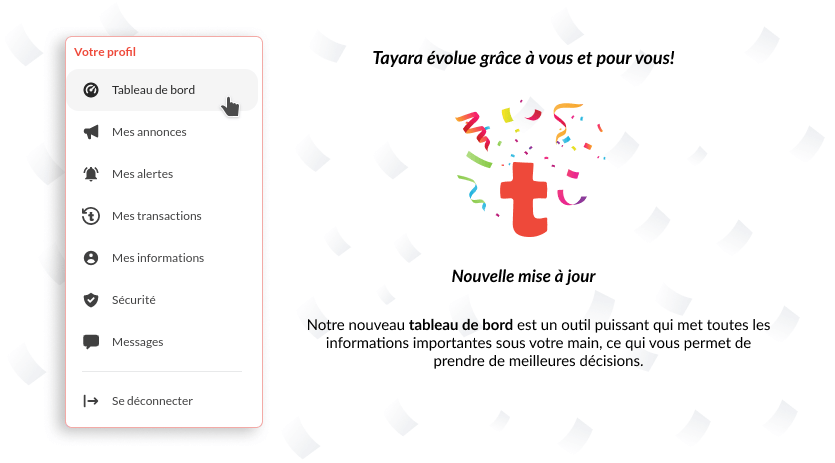 Votre profil
Tableau de bord
Mes annonces
Mes alertes
Mes transactions
Mes informations
Sécurité
Messages
Se déconnecter
Tayara évolue grâce à vous et pour vous!
t
Nouvelle mise à jour
Notre nouveau tableau de bord est un outil puissant qui met toutes les
informations importantes sous votre main, ce qui vous permet de
prendre de meilleures décisions.